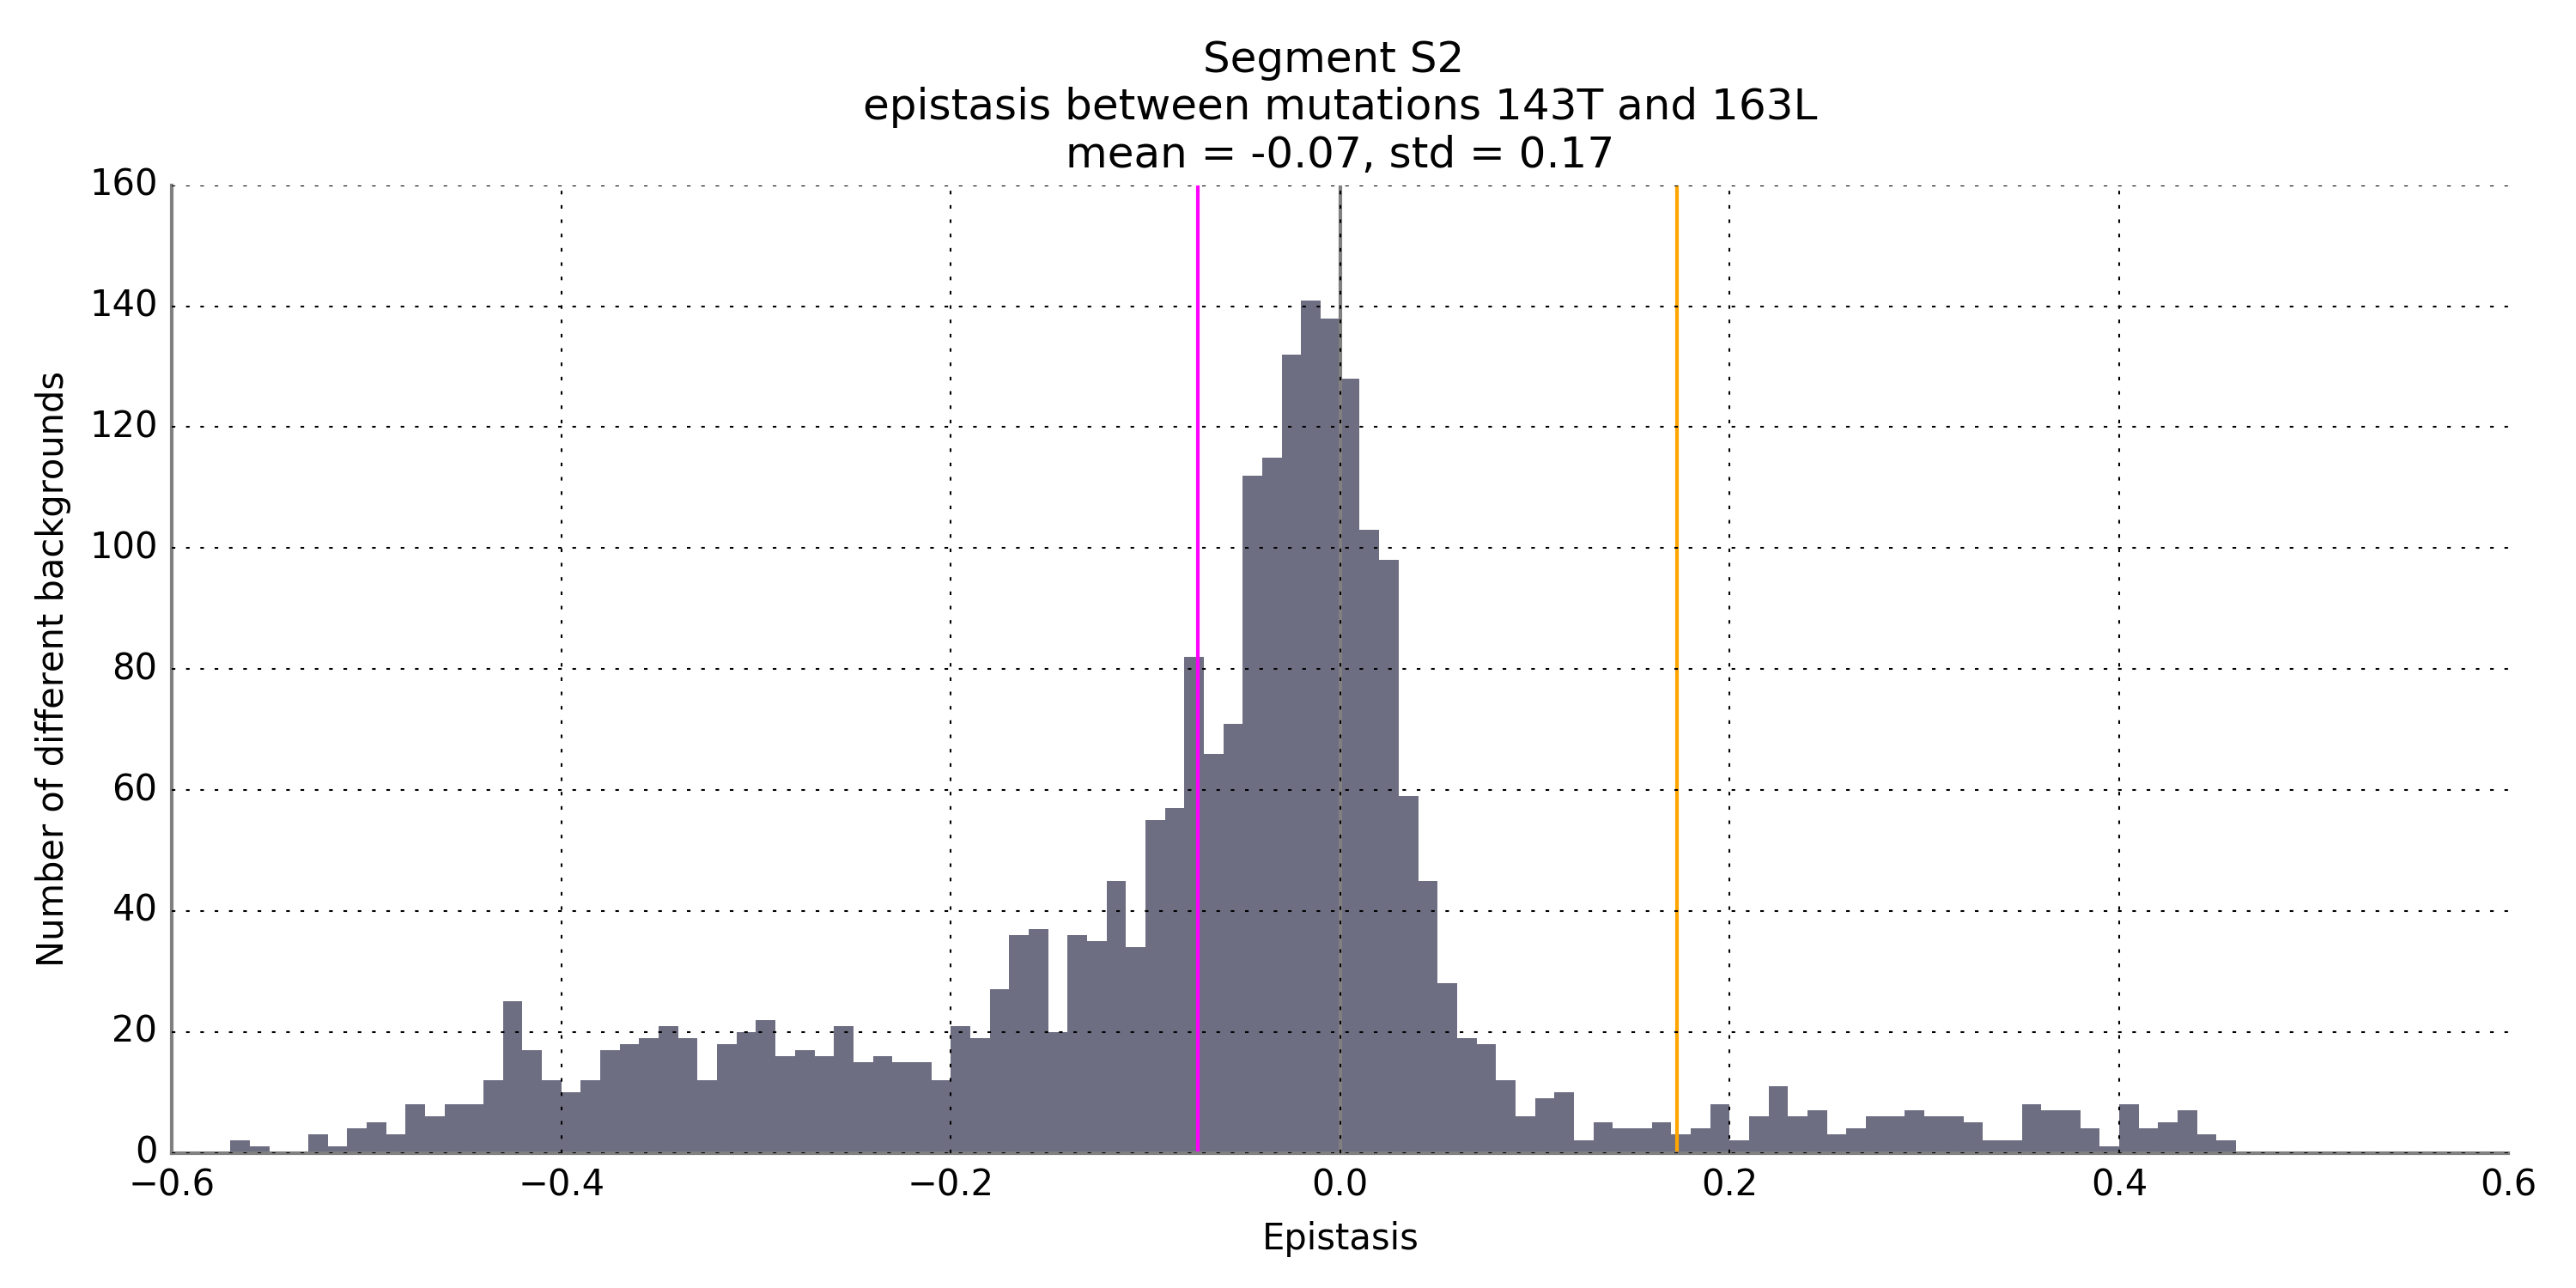 Segment S2
epistasis between mutations 143T and 163L
mean = -0.07, std = 0.17
160
140
120
100
80
60
40
20
0
Number of different backgrounds
−0.6 −0.4 −0.2 0.0 0.2 0.4 0.6
Epistasis